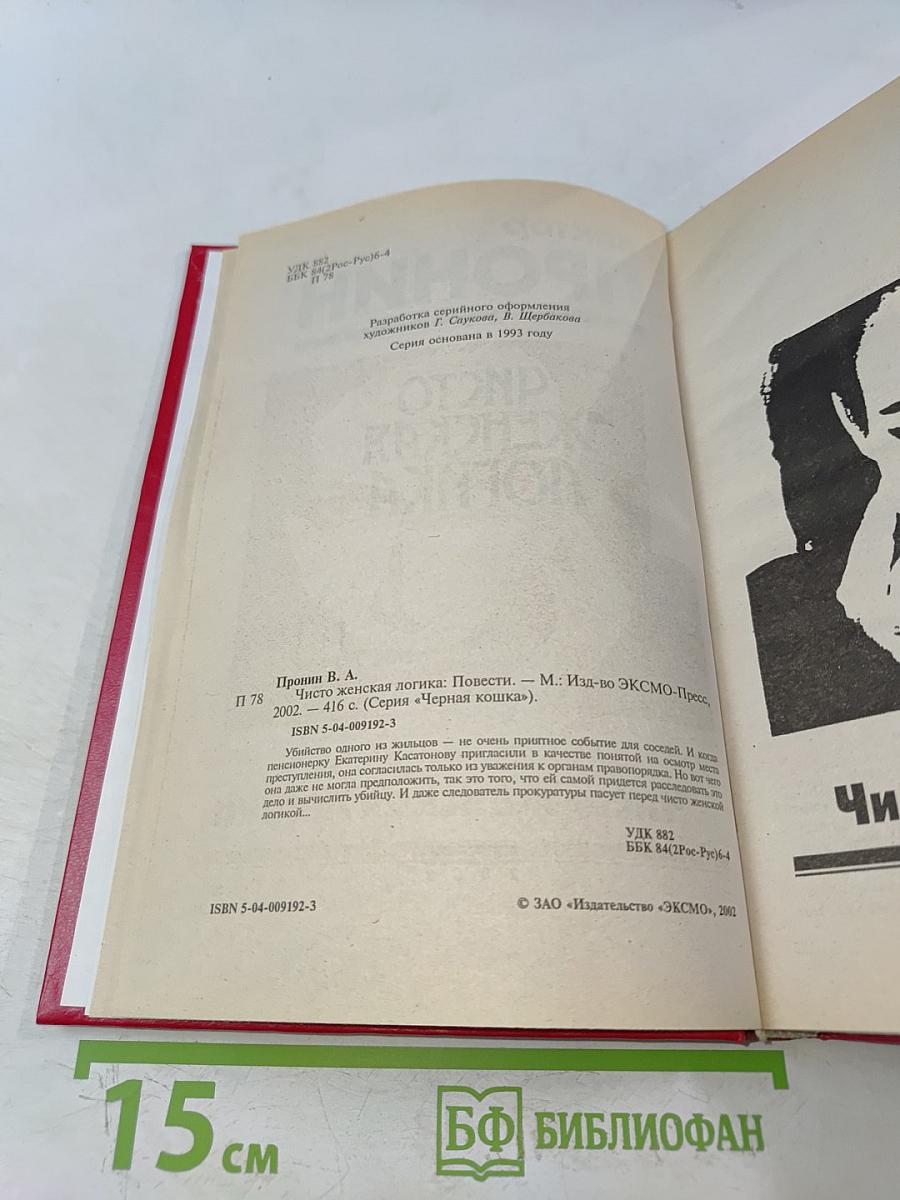 УДК 882
ББК 84(2Рос-Рус)6-4
П 78
Разработка серийного оформления
художников Г. Саукова, В. Щербакова
Серия основана в 1993 году
Пронин В. А.
П 78 Чисто женская логика: Повести. — М.: Изд-во ЭКСМО-Пресс,
2002. — 416 с. (Серия «Черная кошка»).
ISBN 5-04-009192-3
Убийство одного из жильцов — не очень приятное событие для соседей. И когда
пенсионерку Екатерину Касатонову пригласили в качестве понятой на осмотр места
преступления, она согласилась только из уважения к органам правопорядка. Но вот чего
она даже не могла предположить, так это того, что ей самой придется расследовать это
дело и вычислить убийцу. И даже следователь прокуратуры пасует перед чисто женской
логикой...
УДК 882
ББК 84(2Рос-Рус)6-4
ISBN 5-04-009192-3 © ЗАО «Издательство «ЭКСМО», 2002
Чи
15 см БФ БИБЛИОФАН